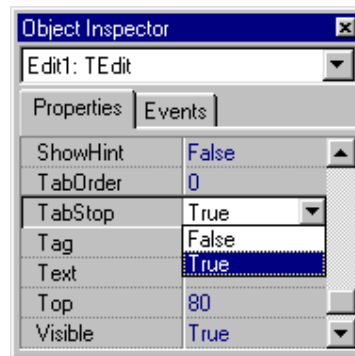 Object Inspector
Edit1: TEdit
Properties Events
ShowHint False
TabOrder 0
TabStop True
Tag False
Text True
Top 80
Visible True